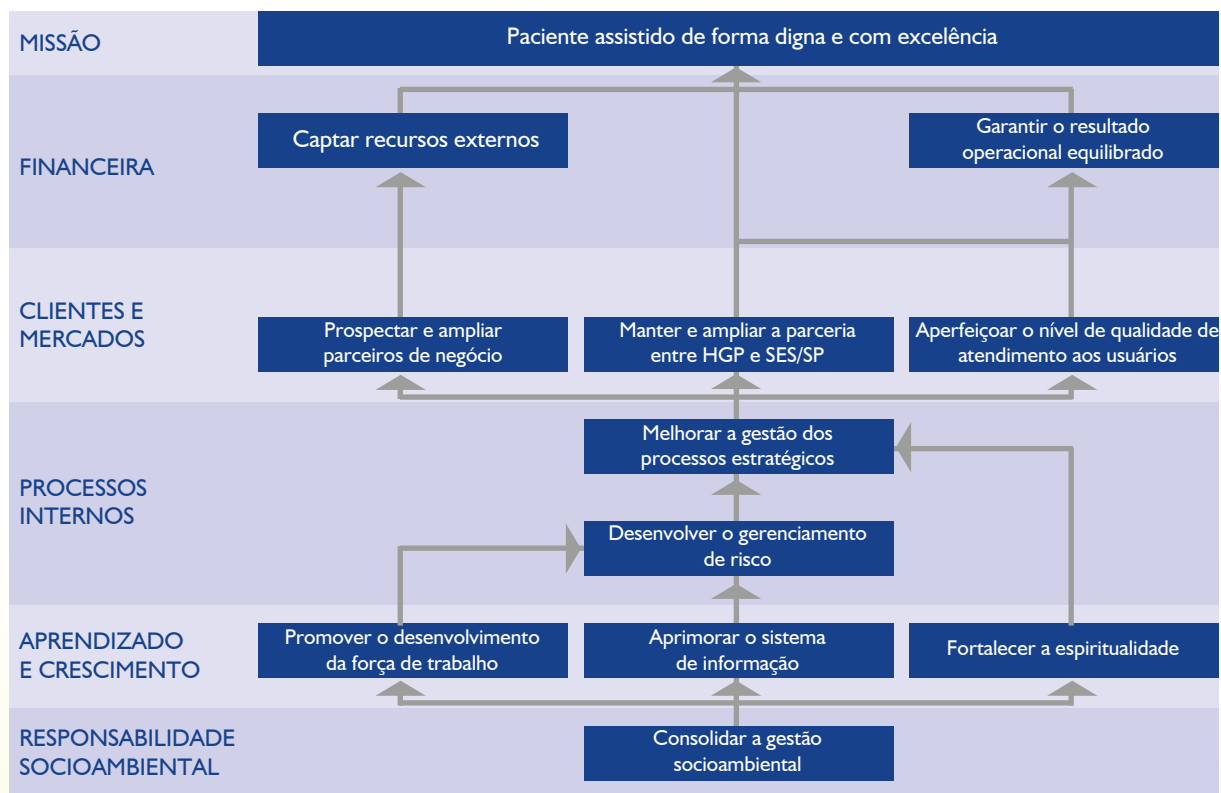 MISSÃO
Paciente assistido de forma digna e com excelência
FINANCEIRA
Captar recursos externos
Garantir o resultado
operacional equilibrado
CLIENTES E
MERCADOS
Prospectar e ampliar
parceiros de negócio
Manter e ampliar a parceria
entre HGP e SES/SP
Aperfeiçoar o nível de qualidade de
atendimento aos usuários
PROCESSOS
INTERNOS
Melhorar a gestão dos
processos estratégicos
Desenvolver o gerenciamento
de risco
APRENDIZADO
E CRESCIMENTO
Promover o desenvolvimento
da força de trabalho
Aprimorar o sistema
de informação
Fortalecer a espiritualidade
RESPONSABILIDADE
SOCIOAMBIENTAL
Consolidar a gestão
socioambiental